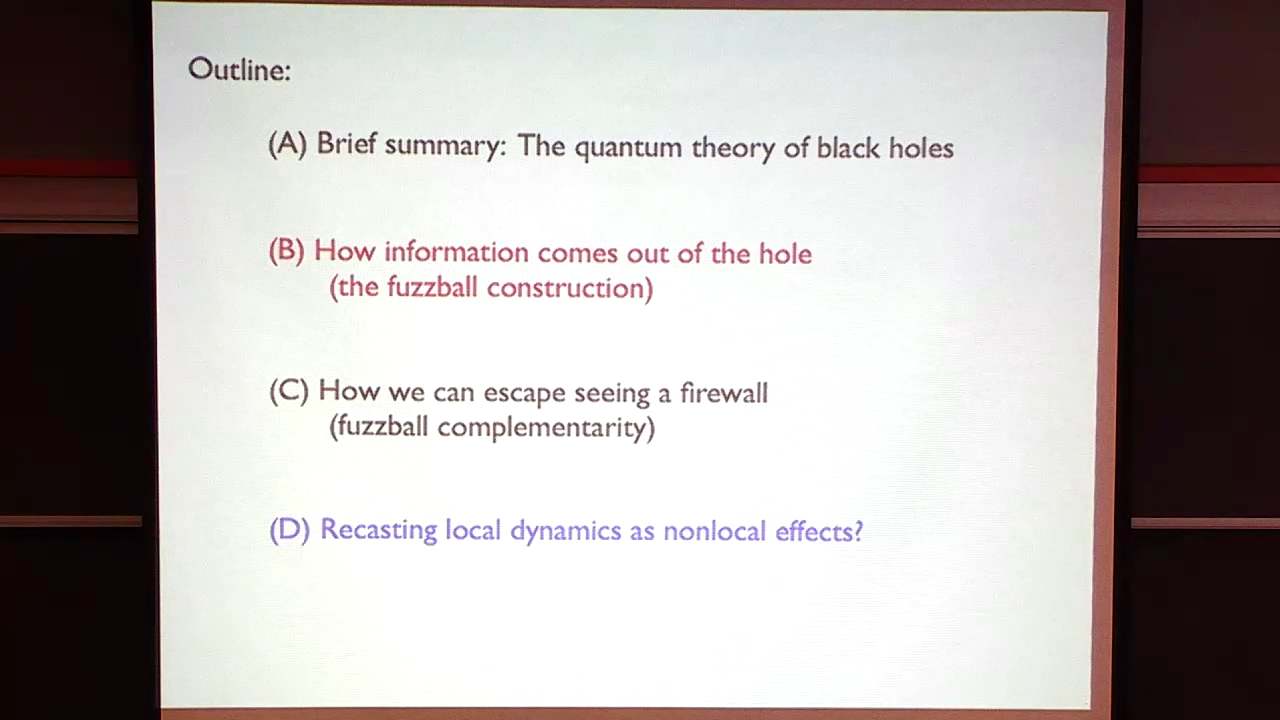 Outline:
(A) Brief summary: The quantum theory of black holes
(B) How information comes out of the hole
(the fuzzball construction)
(C) How we can escape seeing a firewall
(fuzzball complementarity)
(D) Recasting local dynamics as nonlocal effects?